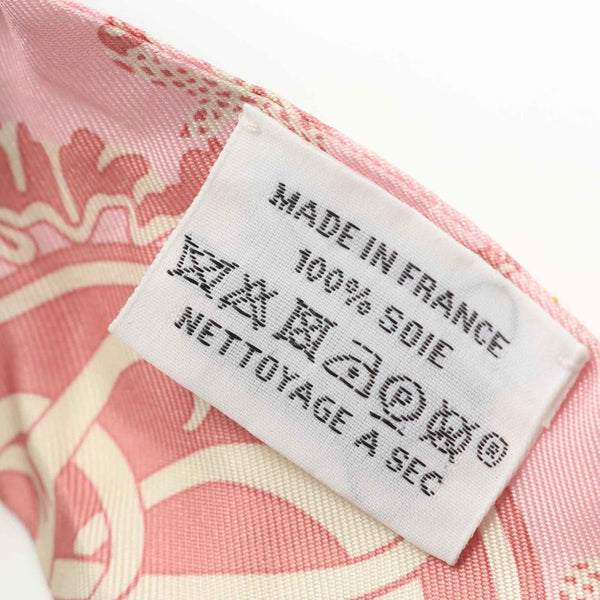 MADE IN FRANCE
100% SOIE
P ®
NETTOYAGE A SEC